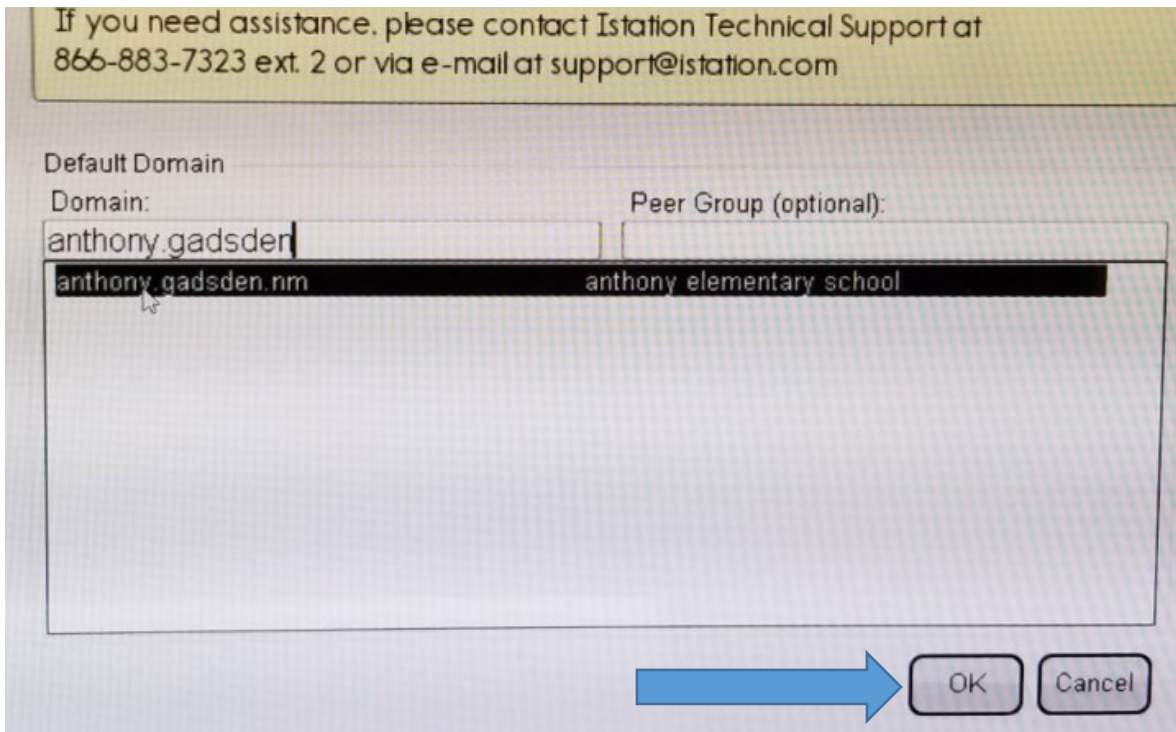 If you need assistance, please contact Istation Technical Support at
866-883-7323 ext. 2 or via e-mail at support@istation.com
Default Domain
Domain:
Peer Group (optional):
anthony.gadsden
anthony.gadsden.nm anthony elementary school
OK
Cancel